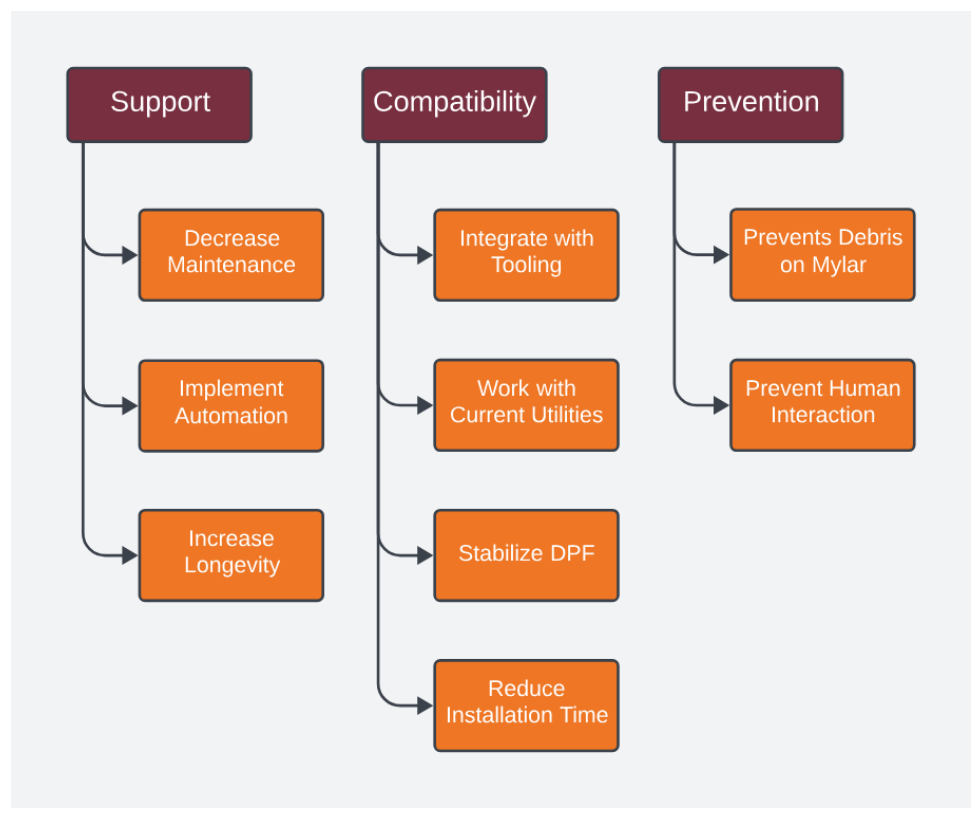 Support
Decrease
Maintenance
Implement
Automation
Increase
Longevity
Compatibility
Integrate with
Tooling
Work with
Current Utilities
Stabilize DPF
Reduce
Installation Time
Prevention
Prevents Debris
on Mylar
Prevent Human
Interaction